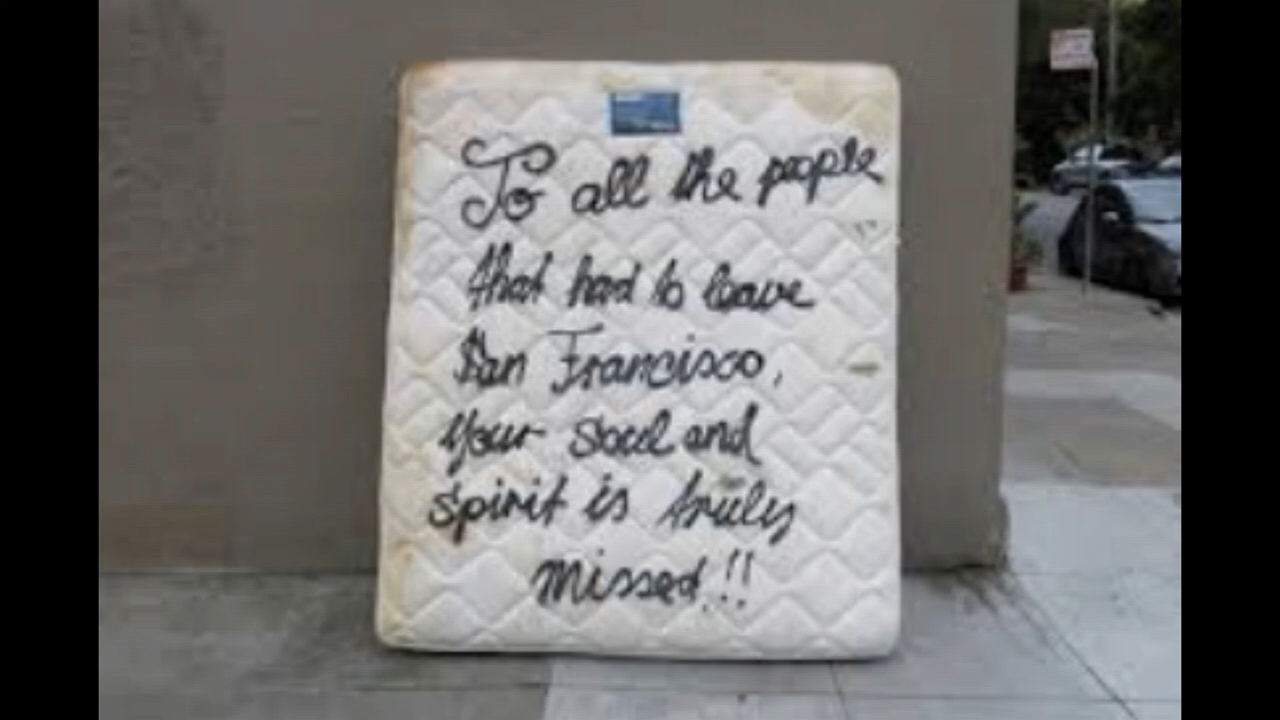 To all the people
that had to leave
San Francisco,
your soul and
spirit is truly
missed!!